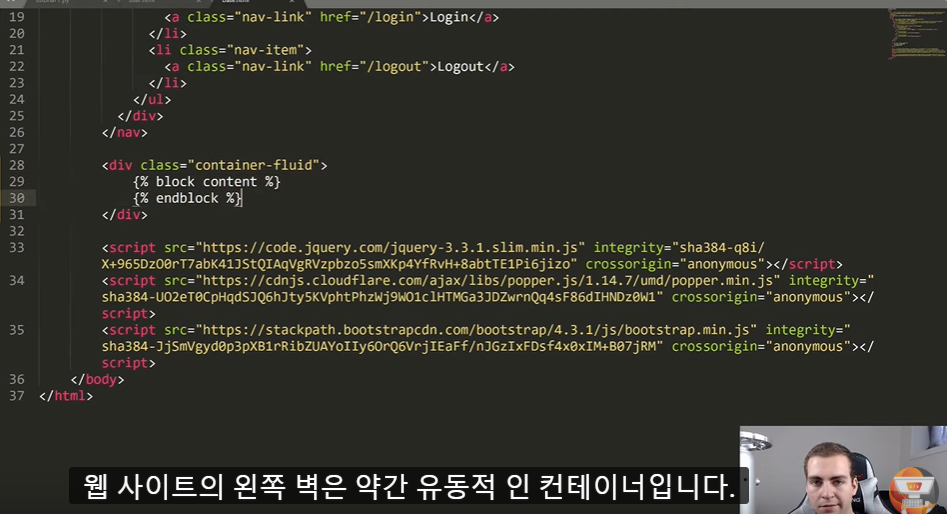 19 <a class="nav-link" href="/login">Login</a>
20 </li>
21 <li class="nav-item">
22 <a class="nav-link" href="/logout">Logout</a>
23 </li>
24 </ul>
25 </div>
26 </nav>
27
28 <div class="container-fluid">
29 {% block content %}
30 {% endblock %}
31 </div>
32
33 <script src="https://code.jquery.com/jquery-3.3.1.slim.min.js" integrity="sha384-q8i/
X+965DzO0rT7abK41JStQIAqVgRVzpbzo5smXKp4YfRvH+8abtTE1Pi6jizo" crossorigin="anonymous"></script>
34 <script src="https://cdnjs.cloudflare.com/ajax/libs/popper.js/1.14.7/umd/popper.min.js" integrity="
sha384-UO2eT0CpHqdSJQ6hJty5KVphtPhzWj9WO1clHTMGa3JDZwrnQq4sF86dIHNDz0W1" crossorigin="anonymous"></
script>
35 <script src="https://stackpath.bootstrapcdn.com/bootstrap/4.3.1/js/bootstrap.min.js" integrity="
sha384-JjSmVgyd0p3pXB1rRibZUAYoIIy6OrQ6VrjIEaFf/nJGzIxFDsf4x0xIM+B07jRM" crossorigin="anonymous"></
script>
36 </body>
37 </html>
웹 사이트의 왼쪽 벽은 약간 유동적 인 컨테이너입니다.